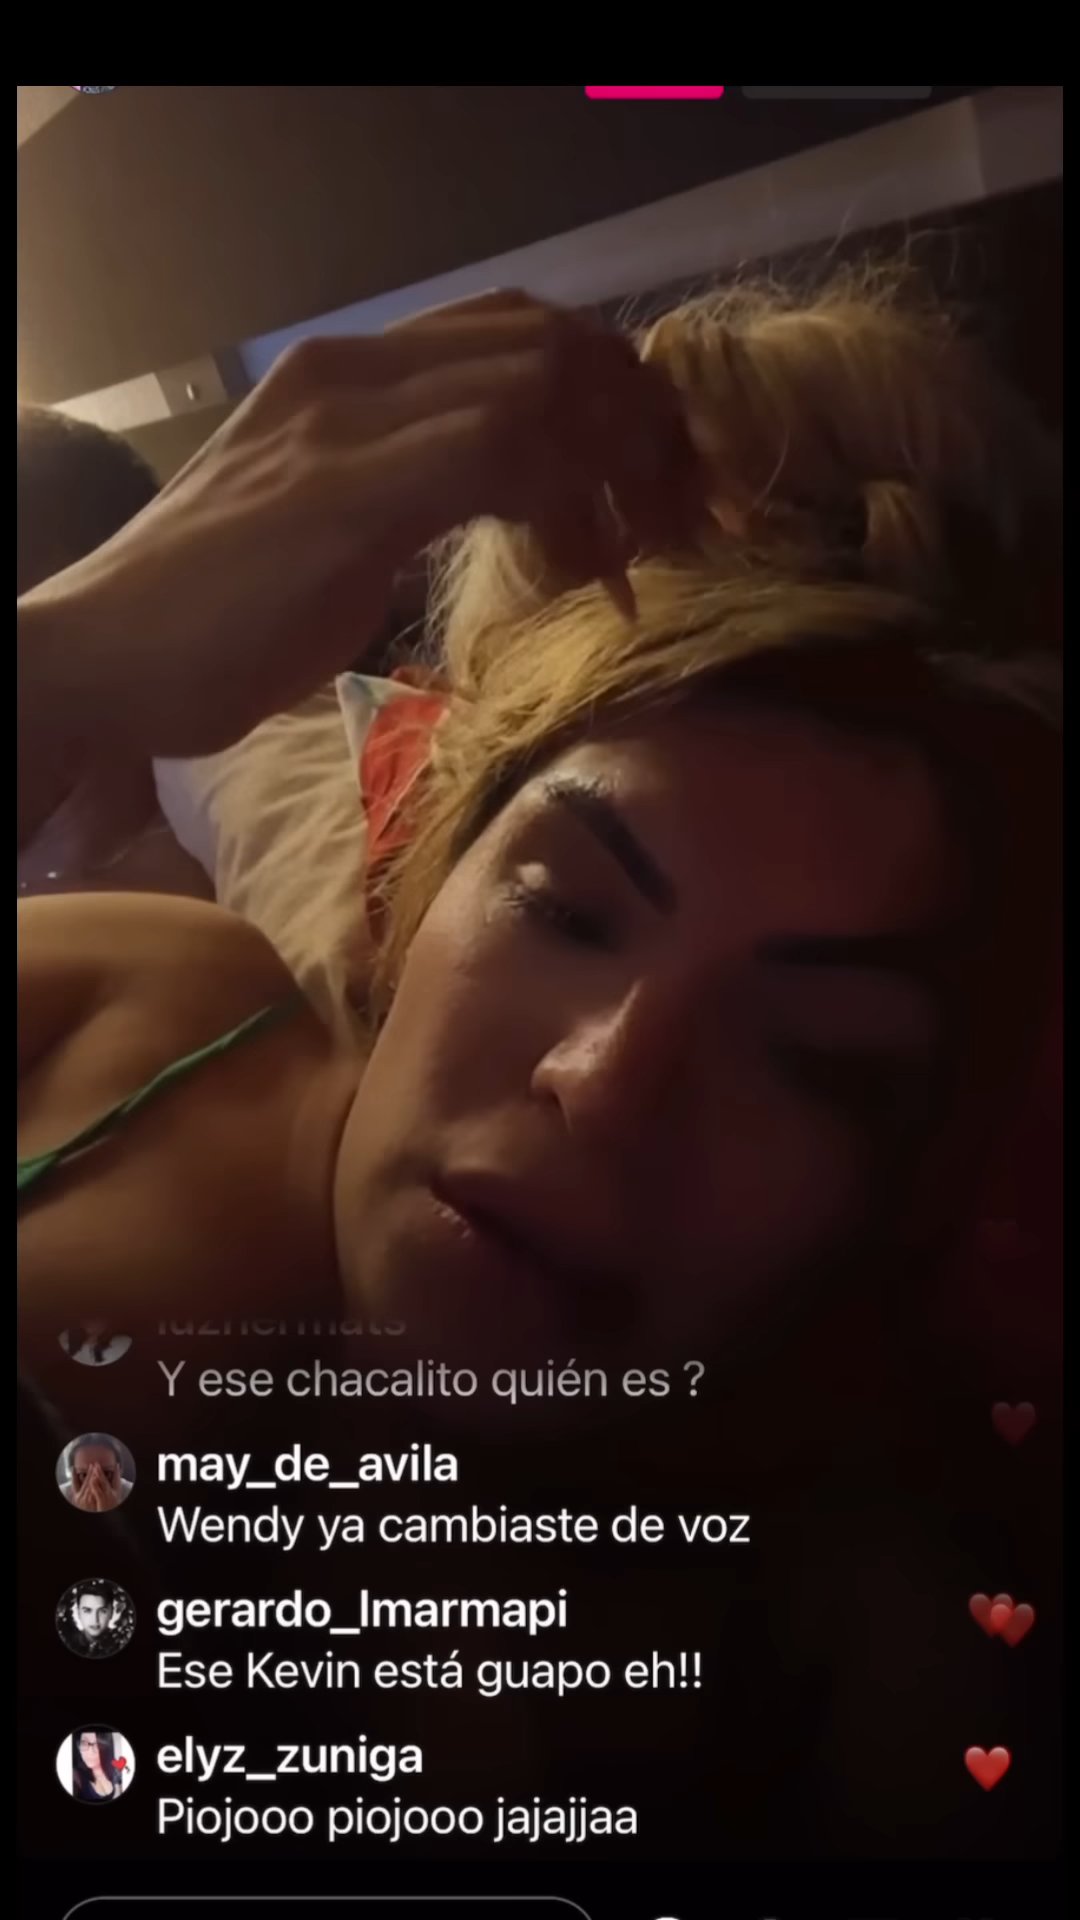 Y ese chacalito quién es ?
may_de_avila
Wendy ya cambiaste de voz
gerardo_lmarmapi
Ese Kevin está guapo eh!!
elyz_zuniga
Piojooo piojooo jajajjaa